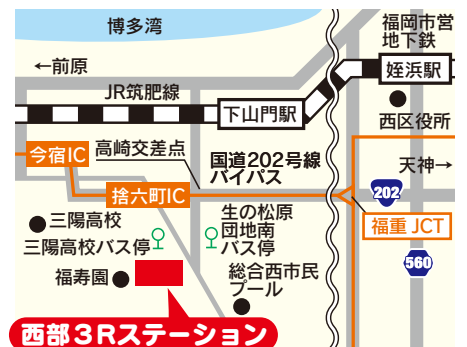 博多湾
福岡市営
地下鉄
←前原
JR筑肥線
姪浜駅
下山門駅
西区役所
今宿IC
高崎交差点
国道202号線
バイパス
天神→
捨六町IC
202
三陽高校
生の松原
団地南
バス停
福重 JCT
三陽高校バス停
560
福寿園
総合西市民
プール
西部3Rステーション